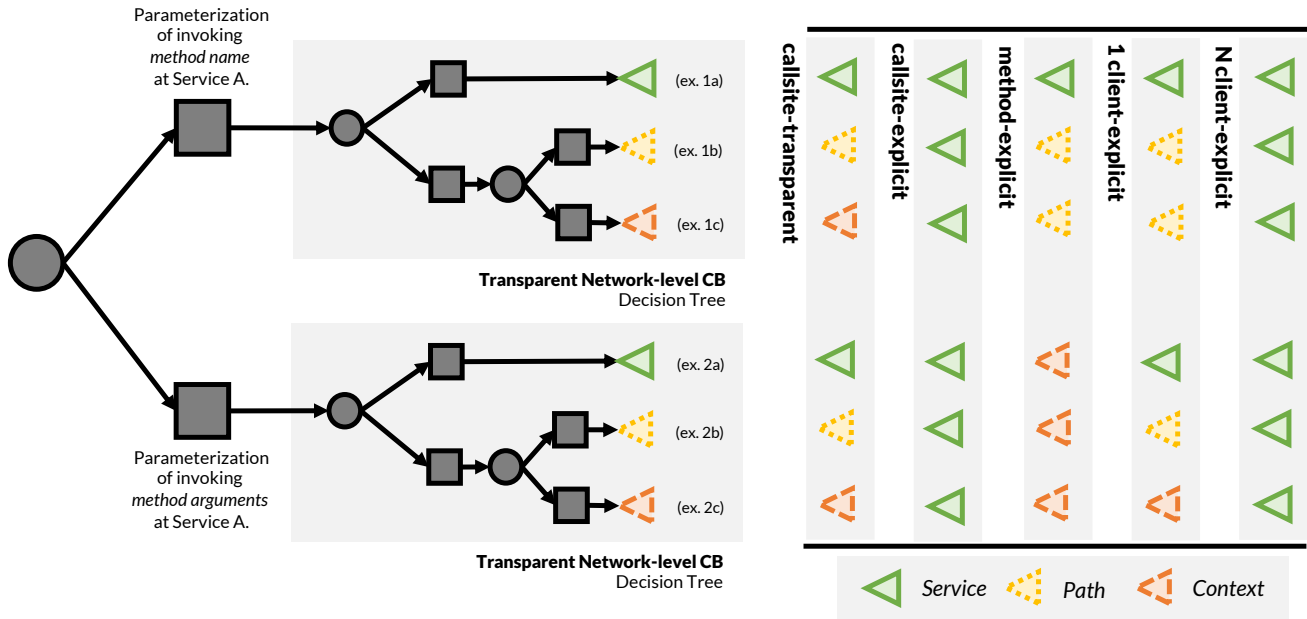 Parameterization
of invoking
method name
at Service A.
(ex. 1a)
(ex. 1b)
(ex. 1c)
Transparent Network-level CB
Decision Tree
Parameterization
of invoking
method arguments
at Service A.
(ex. 2a)
(ex. 2b)
(ex. 2c)
Transparent Network-level CB
Decision Tree
callsite-transparent
callsite-explicit
method-explicit
1 client-explicit
N client-explicit
Service
Path
Context